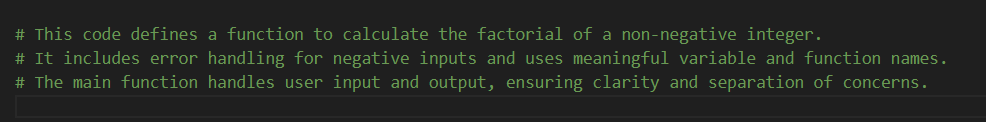 # This code defines a function to calculate the factorial of a non-negative integer.
# It includes error handling for negative inputs and uses meaningful variable and function names.
# The main function handles user input and output, ensuring clarity and separation of concerns.